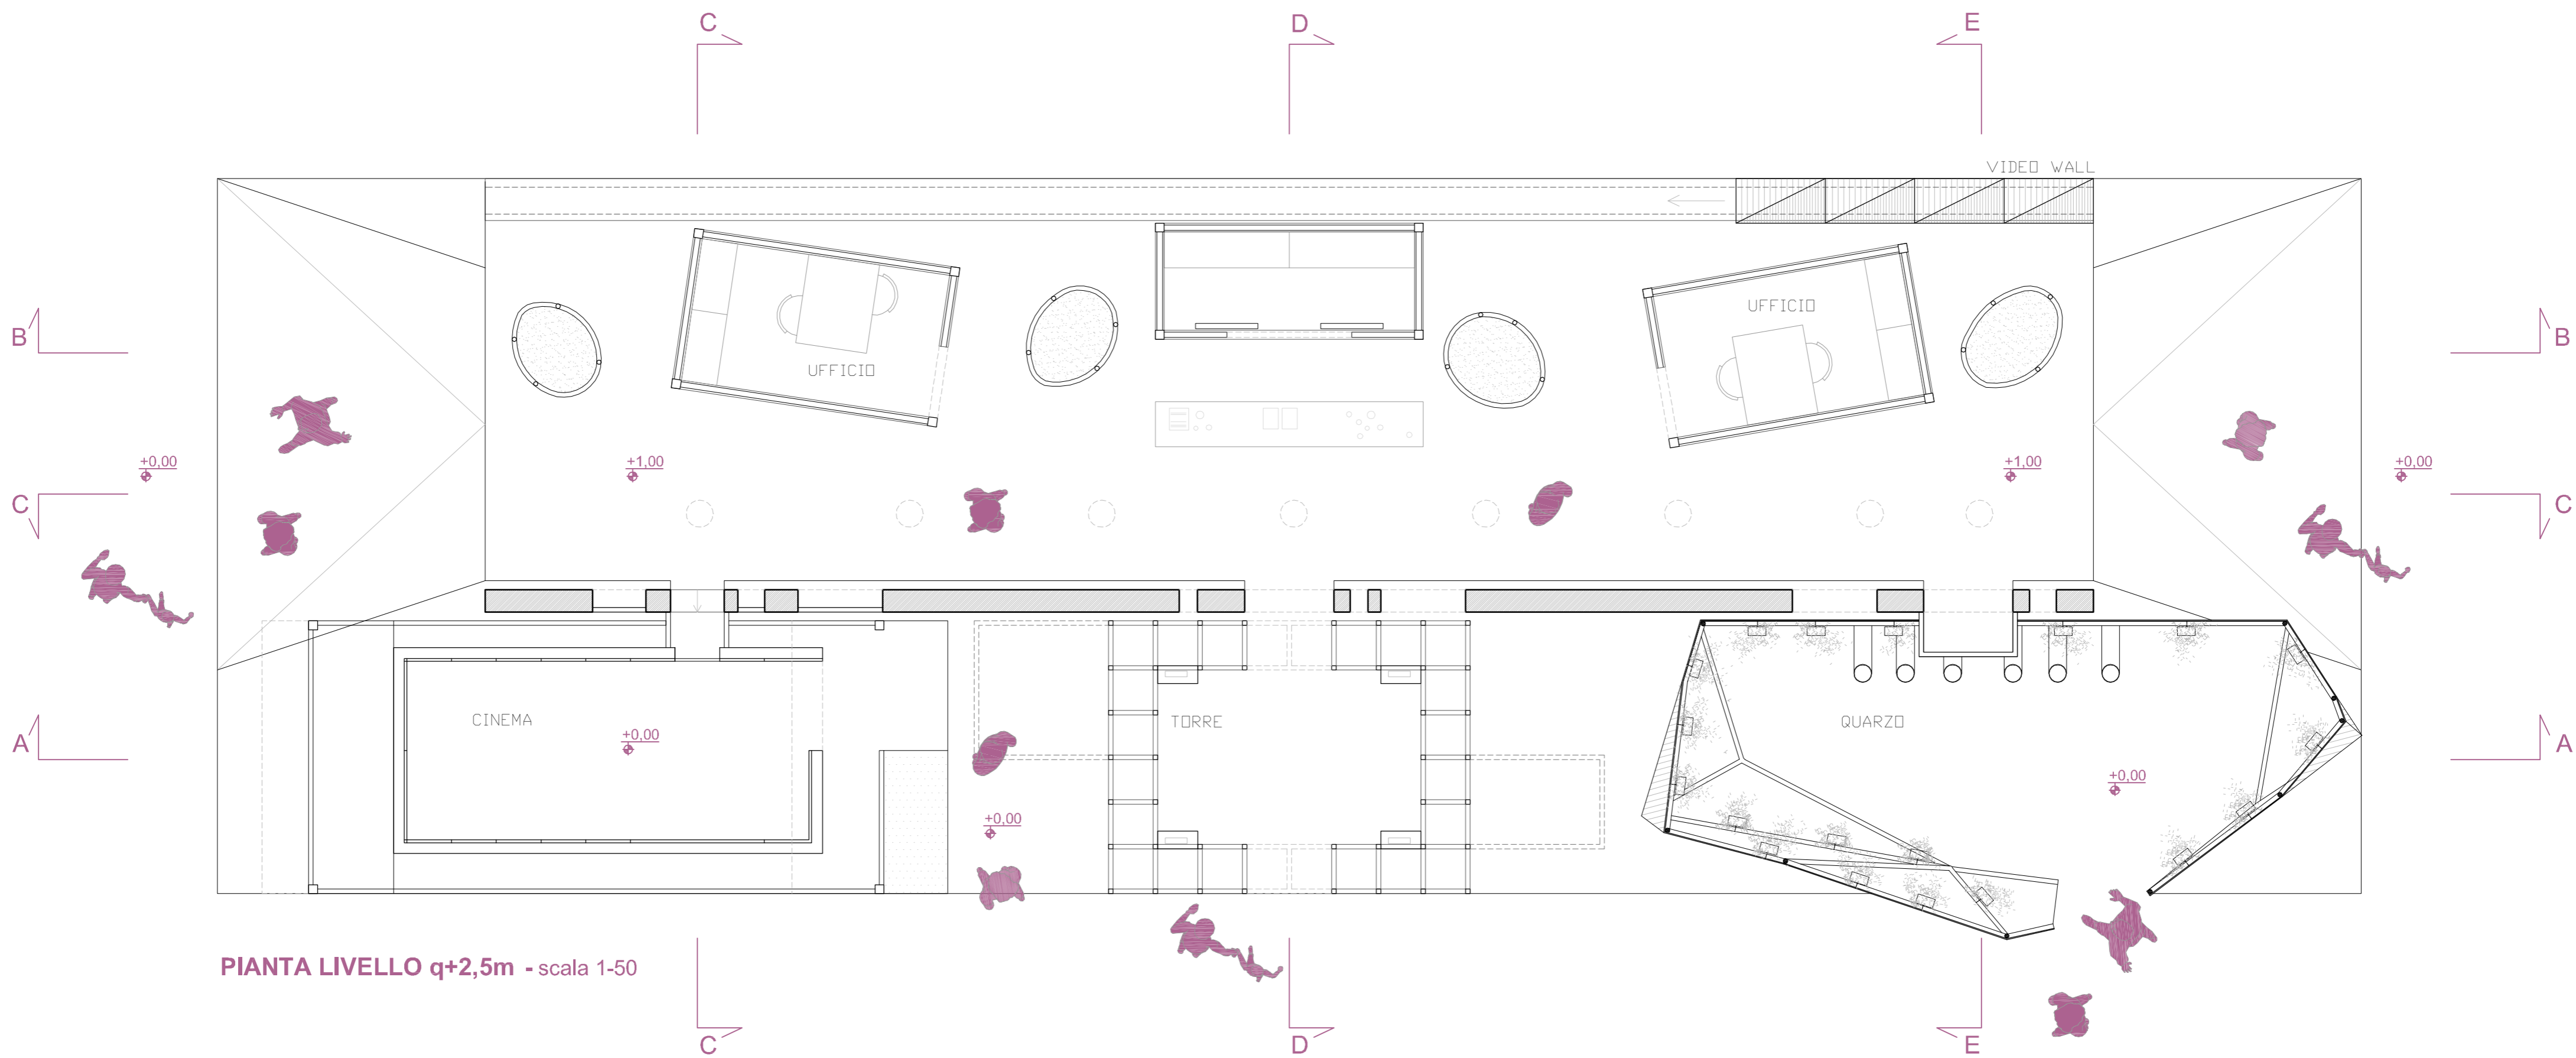 C
D
E
VIDEO WALL
UFFICIO
B
UFFICIO
B
+0,00
+1,00
+1,00
+0,00
C
C
CINEMA
TORRE
QUARZO
A
+0,00
A
+0,00
+0,00
PIANTA LIVELLO q+2,5m - scala 1-50
C
D
E